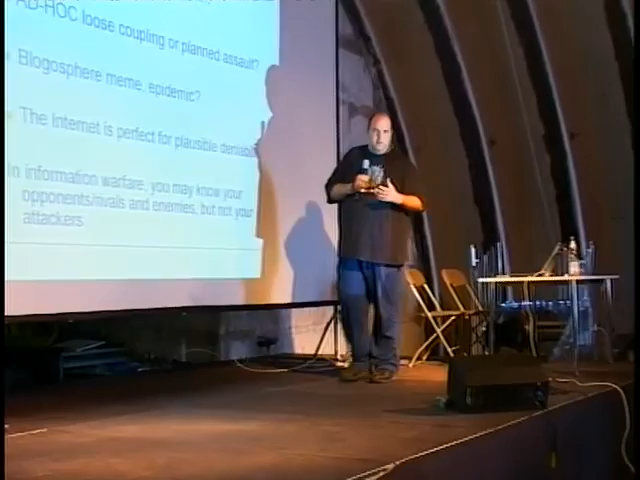 AD-HOC loose coupling or planned assault?
Blogosphere meme, epidemic?
The Internet is perfect for plausible deniabi
In information warfare, you may know your
opponents/rivals and enemies, but not your
attackers.